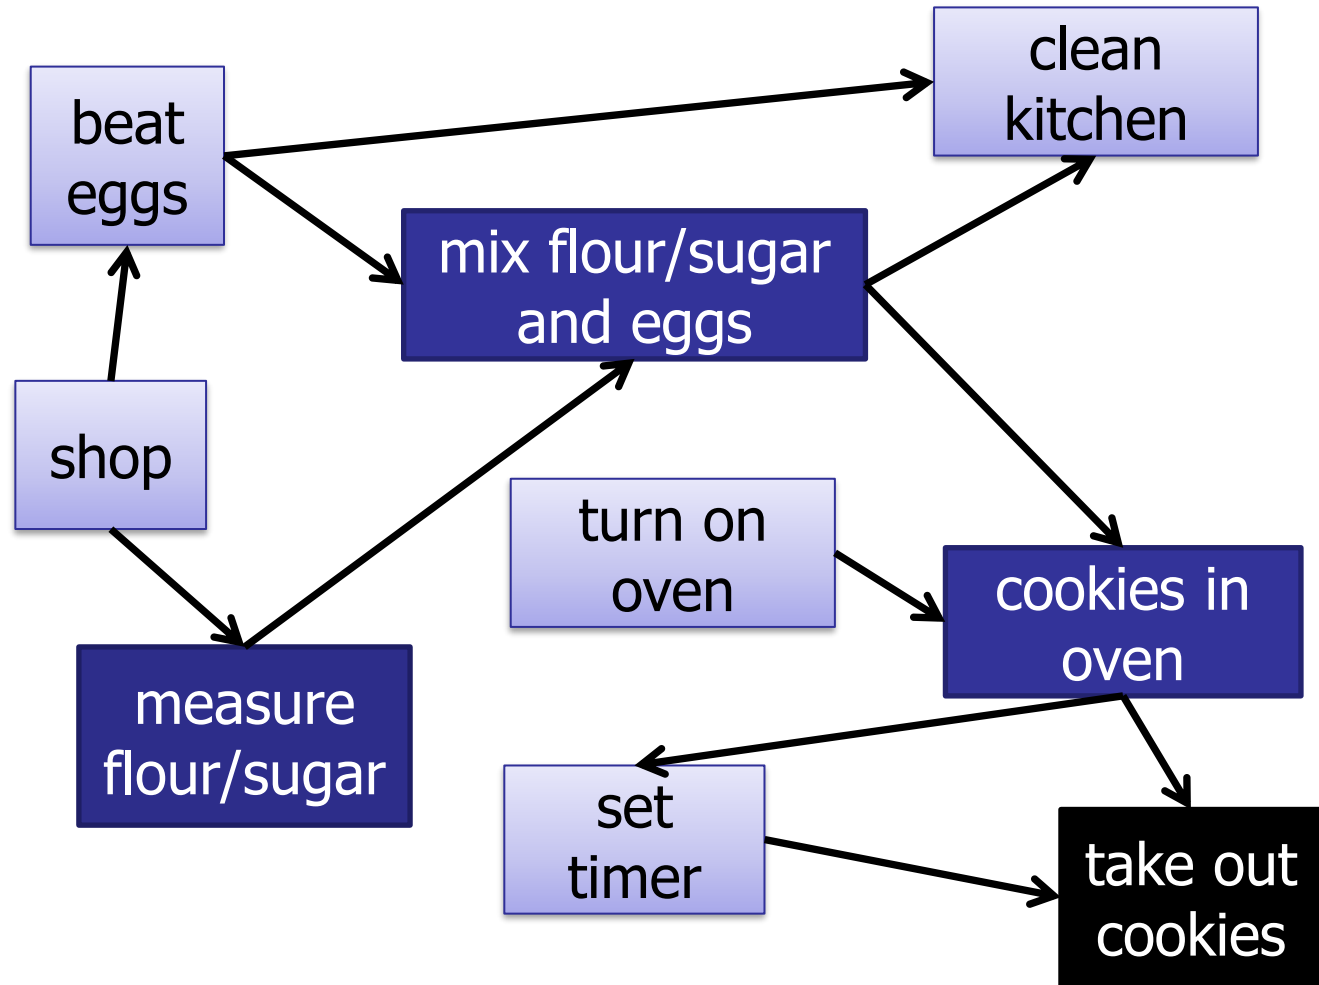 clean
kitchen
beat
eggs
mix flour/sugar
and eggs
shop
turn on
oven
cookies in
oven
measure
flour/sugar
set
timer
take out
cookies